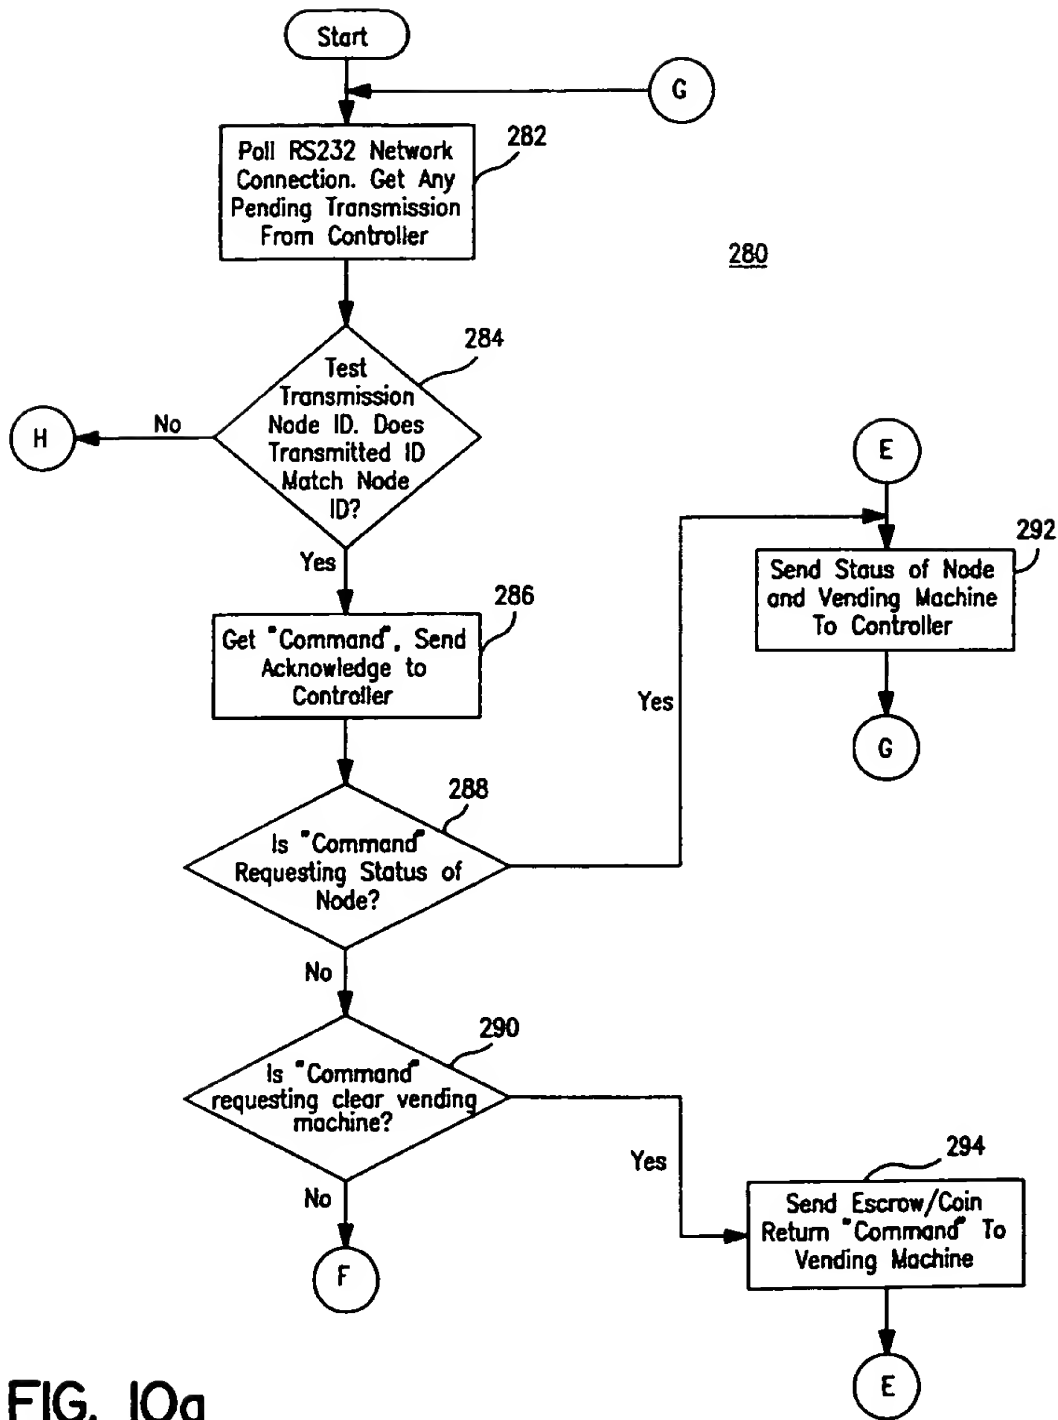 Start
G
Poll RS232 Network
Connection. Get Any
Pending Transmission
From Controller
282
280
Test
Transmission
Node ID. Does
Transmitted ID
Match Node
ID?
284
No
H
Yes
Get "Command", Send
Acknowledge to
Controller
286
E
Send Staus of Node
and Vending Machine
To Controller
292
G
Yes
Is "Command"
Requesting Status of
Node?
288
No
Is "Command"
requesting clear vending
machine?
290
Yes
No
F
Send Escrow/Coin
Return "Command" To
Vending Machine
294
E
FIG. 10a